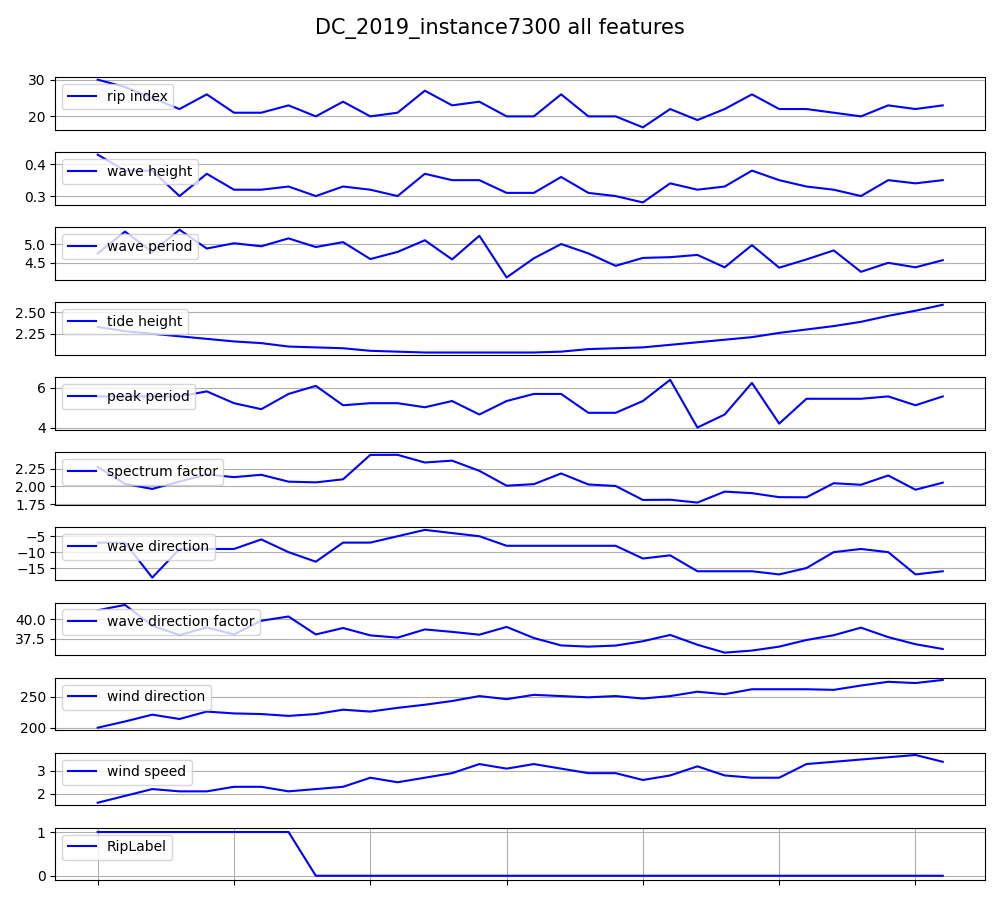 DC_2019_instance7300 all features
30
rip index
20
0.4
wave height
0.3
5.0
wave period
4.5
2.50
tide height
2.25
6
peak period
4
2.25
spectrum factor
2.00
1.75
−5
wave direction
−10
−15
40.0
wave direction factor
37.5
250
wind direction
200
3
wind speed
2
1
RipLabel
0